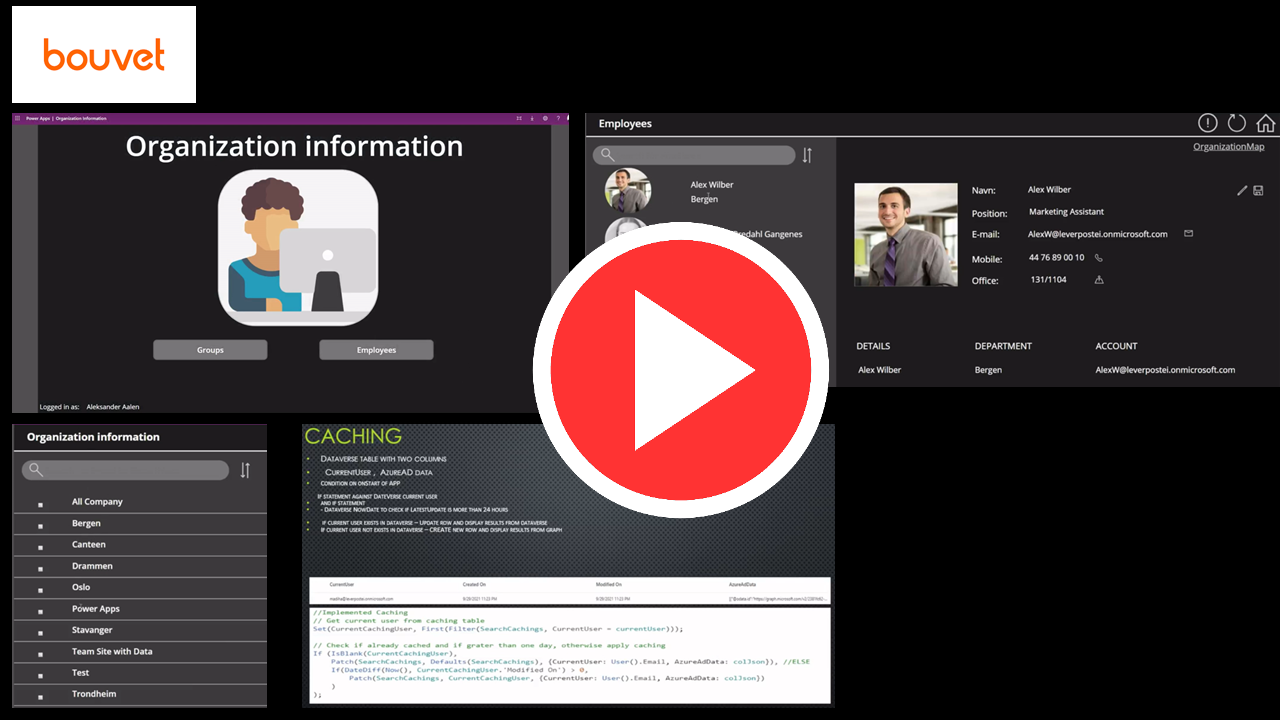 bouvet
Power Apps | Organization Information
Organization information
Groups
Employees
Logged in as: Aleksander Aalen
Employees
OrganizationMap
Alex Wilber
Bergen
redahl Gangenes
Navn: Alex Wilber
Position: Marketing Assistant
E-mail: AlexW@leverpostei.onmicrosoft.com
Mobile: 44 76 89 00 10
Office: 131/1104
DETAILS DEPARTMENT ACCOUNT
Alex Wilber Bergen AlexW@leverpostei.onmicrosoft.com
Organization information
All Company
Bergen
Canteen
Drammen
Oslo
Power Apps
Stavanger
Team Site with Data
Test
Trondheim
CACHING
• DATAVERSE TABLE WITH TWO COLUMNS
• CURRENTUSER , AZUREAD DATA
• CONDITION ON ONSTART OF APP
IF STATEMENT AGAINST DATEVERSE CURRENT USER
• AND IF STATEMENT
• - DATAVERSE NOWDATE TO CHECK IF LATESTUPDATE IS MORE THAN 24 HOURS
• IF CURRENT USER EXISTS IN DATAVERSE – UPDATE ROW AND DISPLAY RESULTS FROM DATAVERSE
• IF CURRENT USER NOT EXISTS IN DATAVERSE – CREATE NEW ROW AND DISPLAY RESULTS FROM GRAPH
CurrentUser Created On Modified On AzureAdData
9/28/2021 11:23 PM 9/28/2021 11:23 PM
//Implemented Caching
// Get current user from caching table
Set(CurrentCachingUser, First(Filter(SearchCachings, CurrentUser = currentUser)));
// Check if already cached and if grater than one day, otherwise apply caching
If (IsBlank(CurrentCachingUser),
Patch(SearchCachings, Defaults(SearchCachings), {CurrentUser: User().Email, AzureAdData: colJson}), //ELSE
If(DateDiff(Now(), CurrentCachingUser.'Modified On') > 0,
Patch(SearchCachings, CurrentCachingUser, {CurrentUser: User().Email, AzureAdData: colJson})
)
);